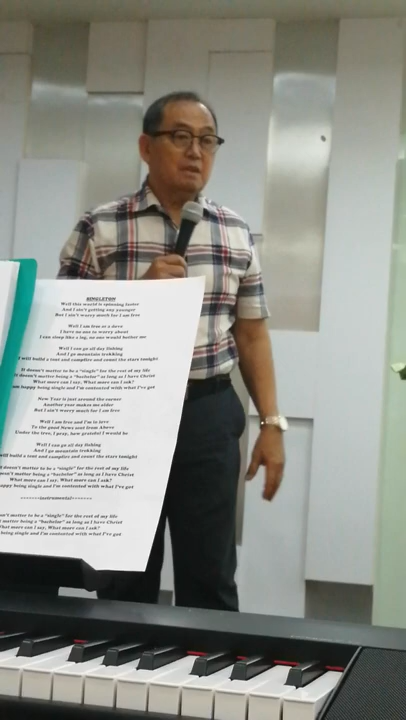 SINGLETON
Well this world is spinning faster
And I ain't getting any younger
But I ain't worry much for I am free
Well I am free as a dove
I have no one to worry about
I can sleep like a log, no one would bother me
Well I can go all day fishing
And I go mountain trekking
I will build a tent and campfire and count the stars tonight
It doesn't matter to be a "single" for the rest of my life
doesn't matter being a "bachelor" as long as I have Christ
What more can I say, What more can I ask?
am happy being single and I'm contented with what I've got
New Year is just around the corner
Another year makes me elder
But I ain't worry much for I am free
Well I am free and I'm in love
To the good News sent from Above
Under the tree, I pray, how grateful I would be
Well I can go all day fishing
And I go mountain trekking
will build a tent and campfire and count the stars tonight
doesn't matter to be a "single" for the rest of my life
matter being a "bachelor" as long as I have Christ
What more can I say, What more can I ask?
happy being single and I'm contented with what I've got
-------instrumental-------
matter to be a "single" for the rest of my life
matter being a "bachelor" as long as I have Christ
more can I say, What more can I ask?
being single and I'm contented with what I've got